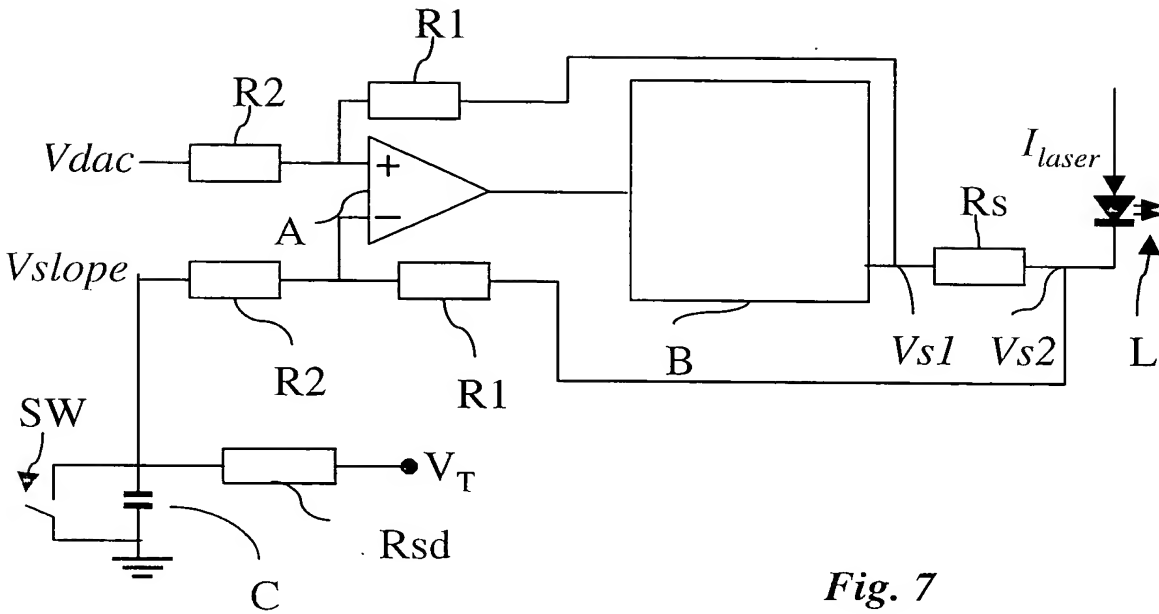 R1
R2
Vdac
+
I_laser
A
−
Rs
Vslope
R2
R1
B
Vs1
Vs2
L
SW
V_T
Rsd
C
Fig. 7